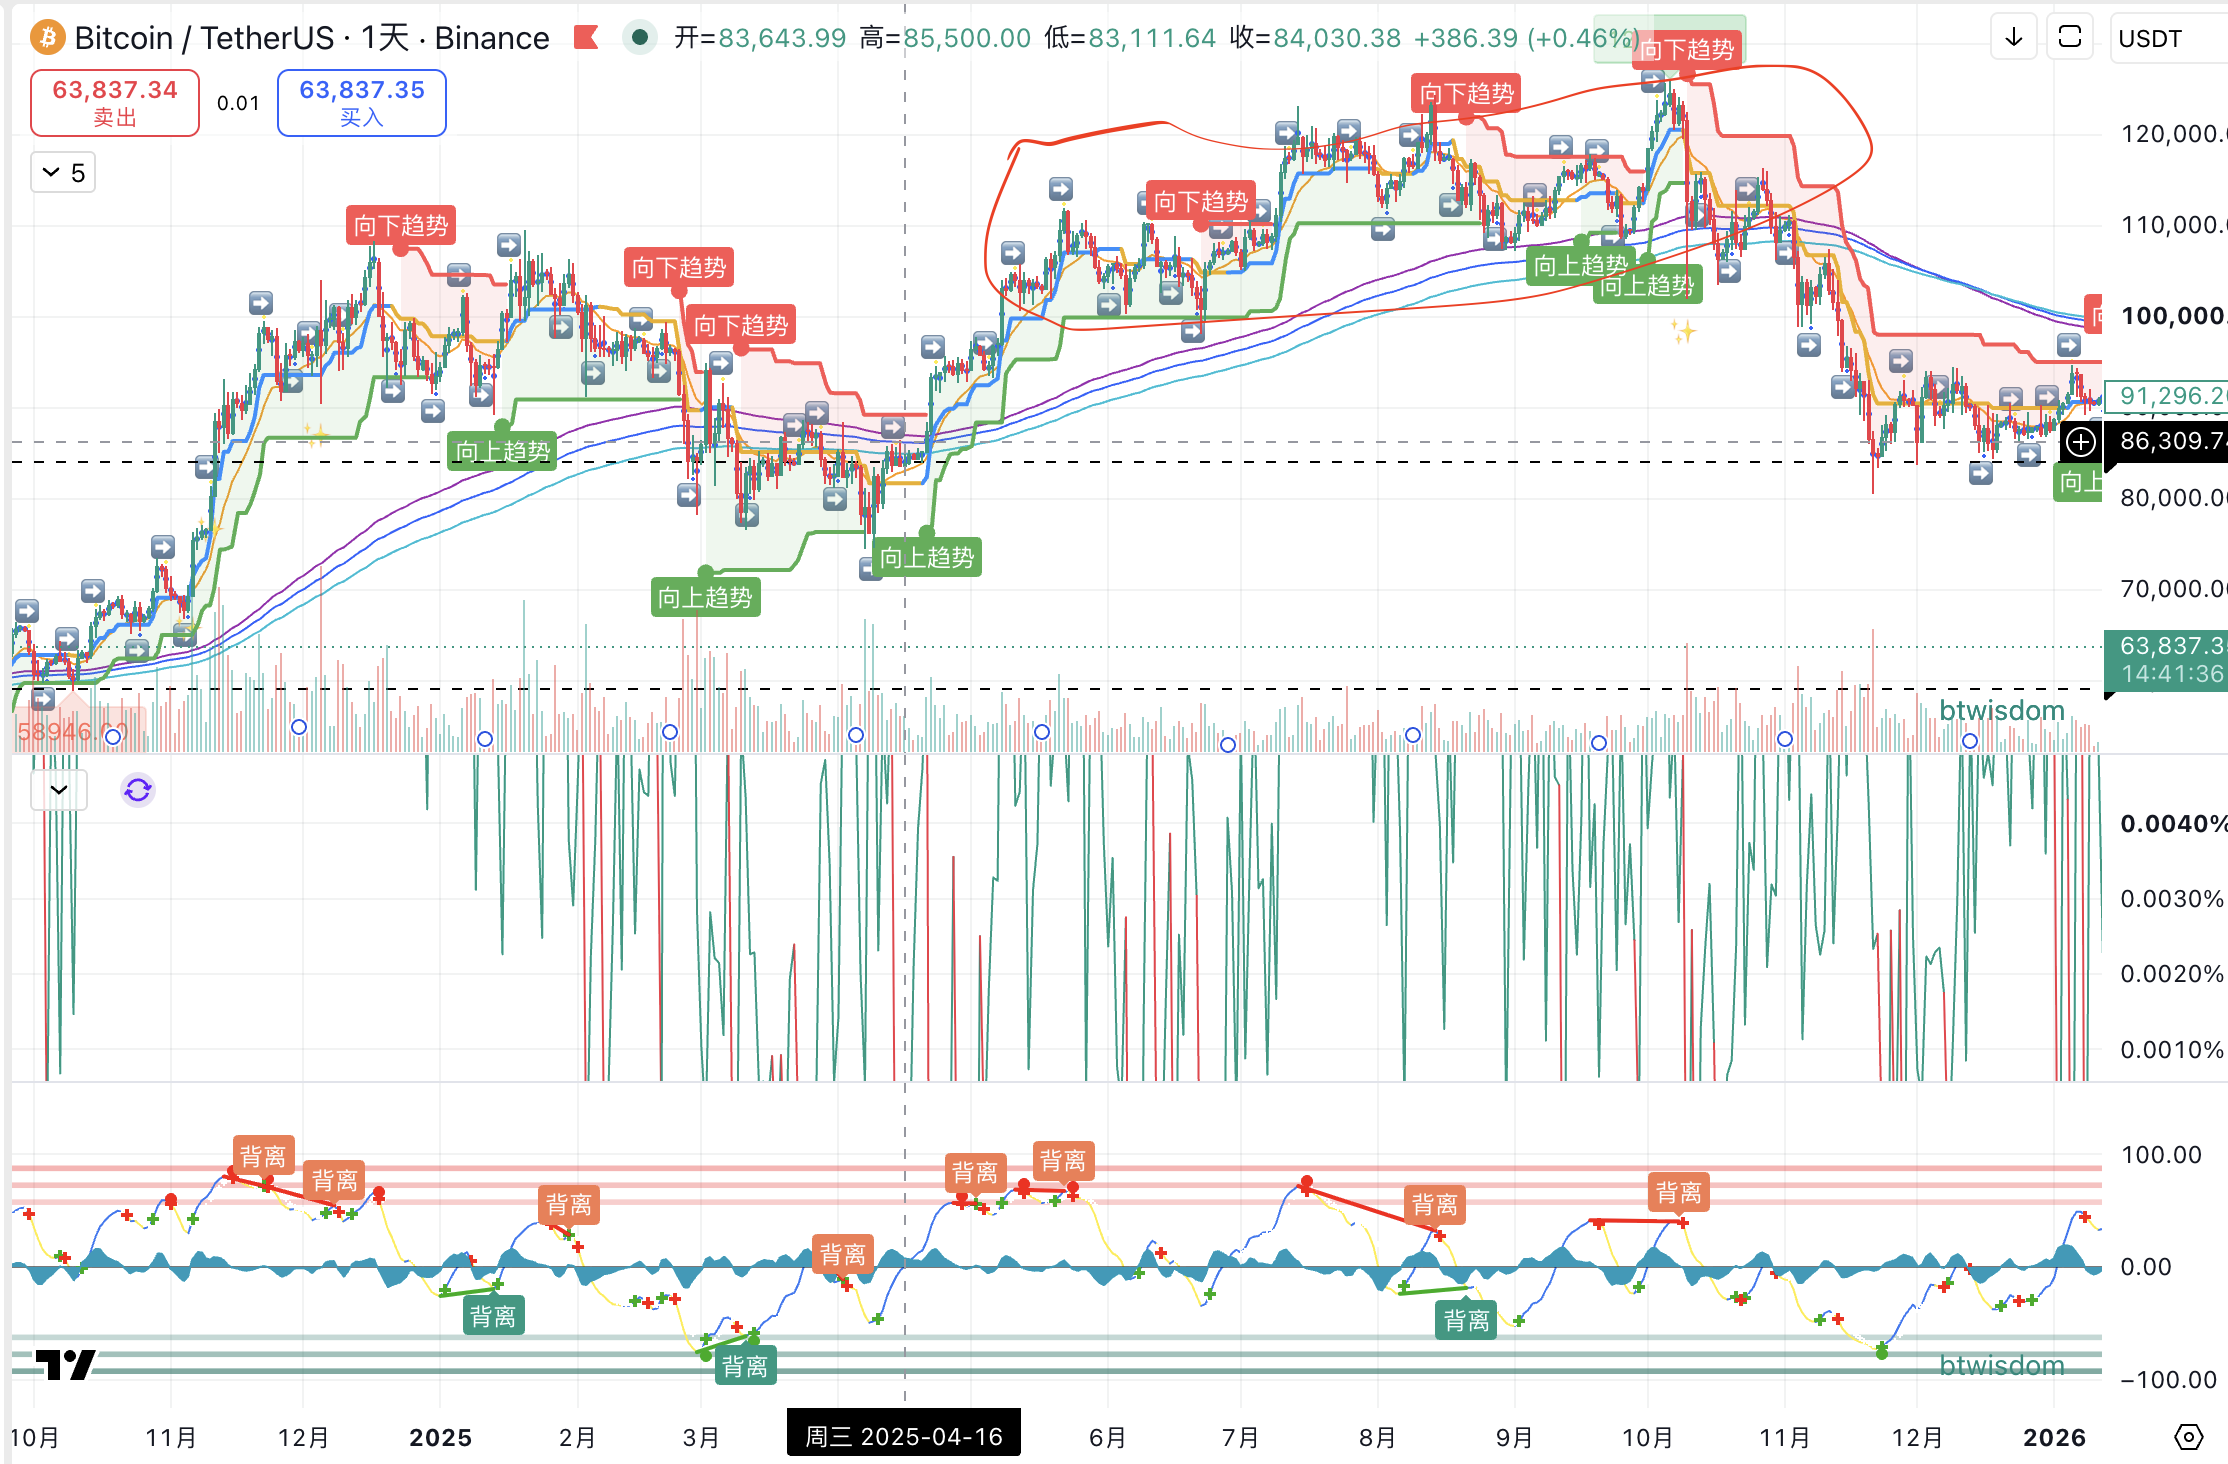 Bitcoin / TetherUS · 1天 · Binance 开=83,643.99 高=85,500.00 低=83,111.64 收=84,030.38 +386.39 (+0.46%) USDT
63,837.34 卖出 0.01 63,837.35 买入
5
向下趋势
向下趋势
向下趋势
向下趋势
向下趋势
向下趋势
向下趋势
向上趋势
向上趋势
向上趋势
向上趋势
向上趋势
向上
120,000.
110,000.
100,000.
91,296.2
86,309.7
80,000.
70,000.
63,837.3
14:41:36
58946.00
btwisdom
0.0040%
0.0030%
0.0020%
0.0010%
背离
背离
背离
背离
背离
背离
背离
背离
背离
背离
背离
100.00
0.00
−100.00
btwisdom
10月 11月 12月 2025 2月 3月 周三 2025-04-16 6月 7月 8月 9月 10月 11月 12月 2026